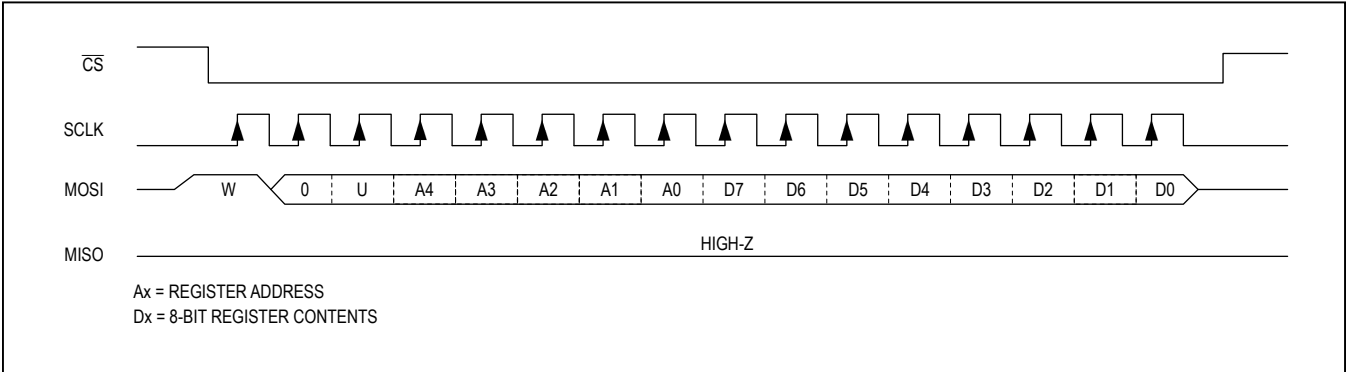 CS
SCLK
MOSI W 0 U A4 A3 A2 A1 A0 D7 D6 D5 D4 D3 D2 D1 D0
HIGH-Z
MISO
Ax = REGISTER ADDRESS
Dx = 8-BIT REGISTER CONTENTS